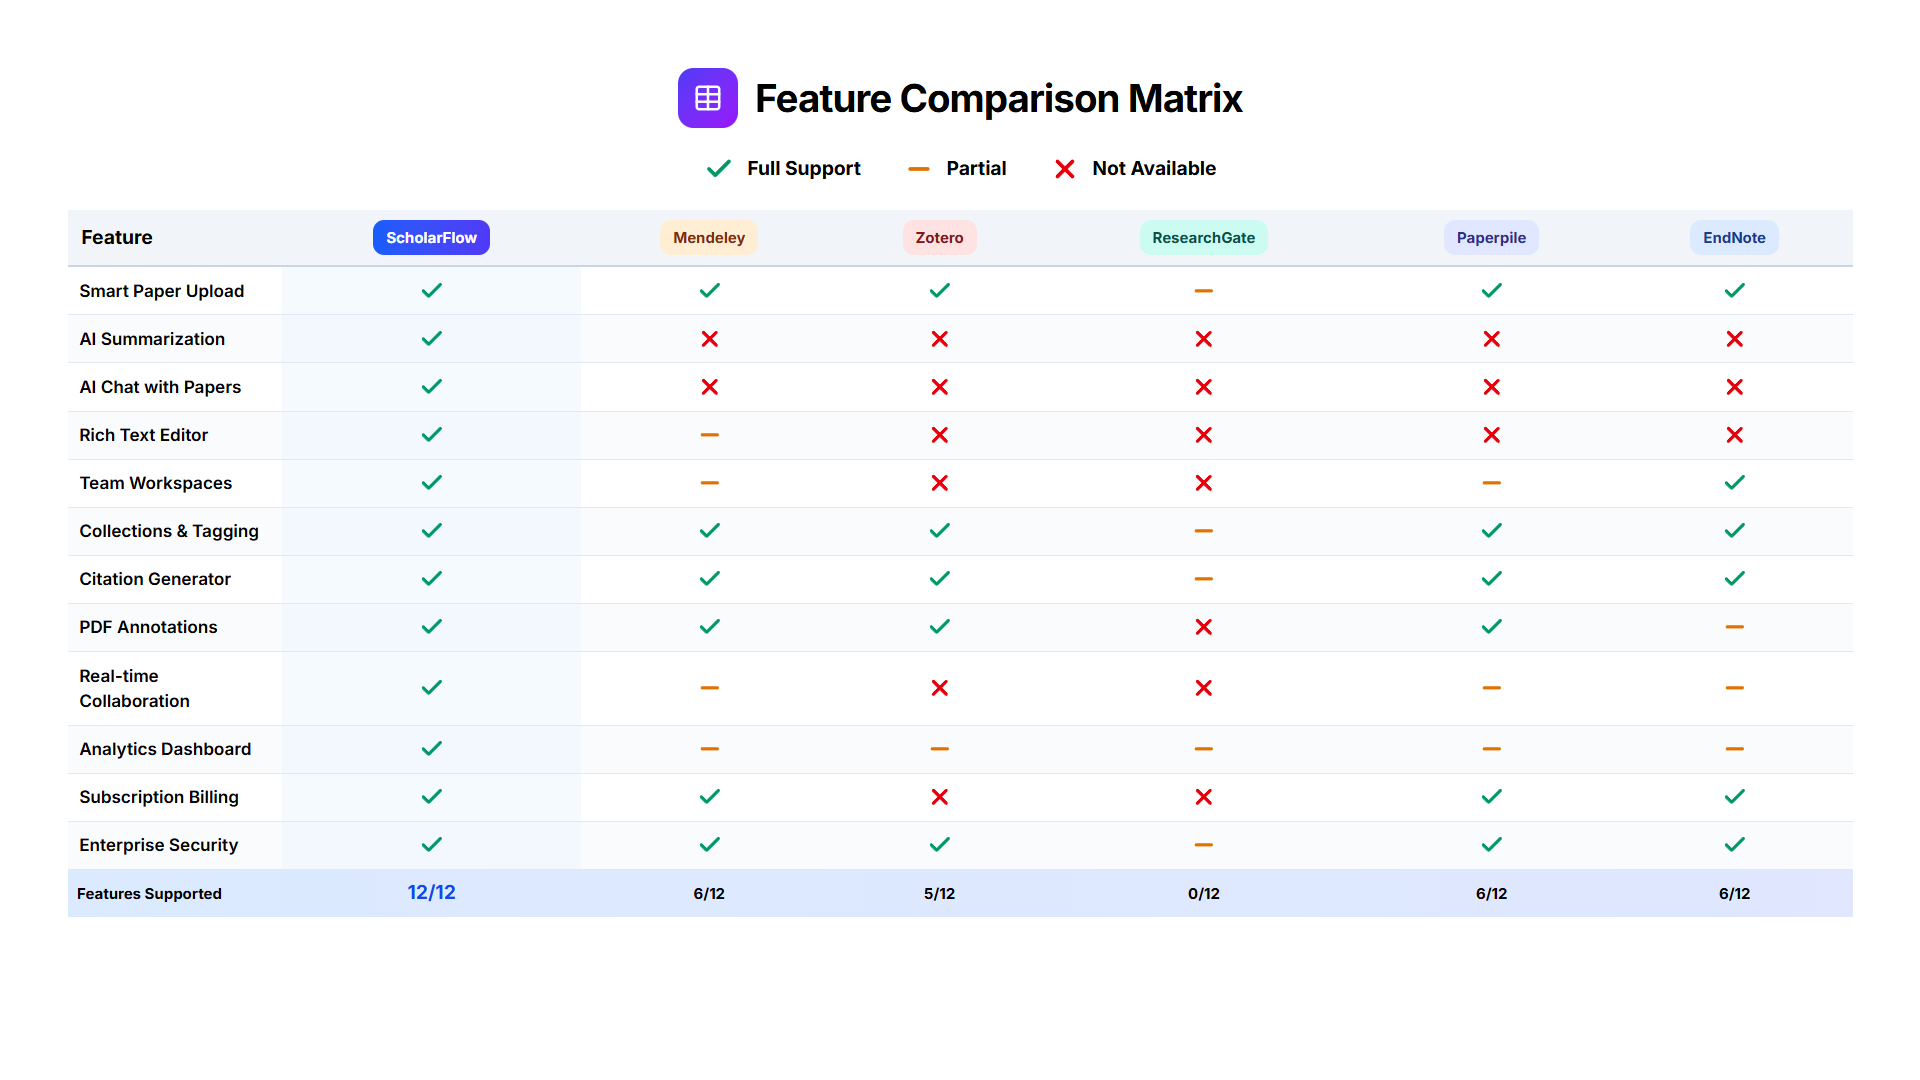 Feature Comparison Matrix
Full Support Partial Not Available
Feature ScholarFlow Mendeley Zotero ResearchGate Paperpile EndNote
Smart Paper Upload
AI Summarization
AI Chat with Papers
Rich Text Editor
Team Workspaces
Collections & Tagging
Citation Generator
PDF Annotations
Real-time
Collaboration
Analytics Dashboard
Subscription Billing
Enterprise Security
Features Supported 12/12 6/12 5/12 0/12 6/12 6/12